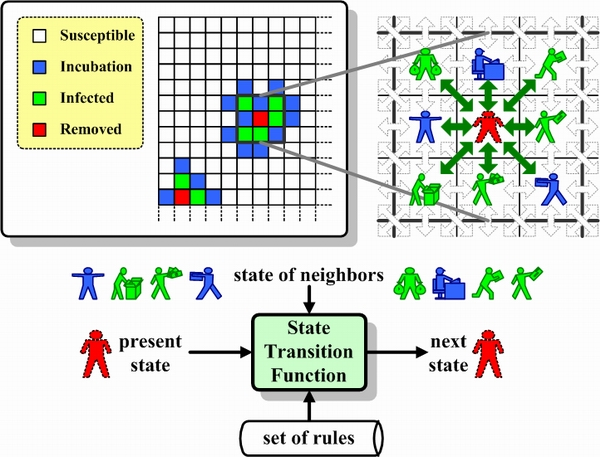 Susceptible
Incubation
Infected
Removed
state of neighbors
present
state
State
Transition
Function
next
state
set of rules